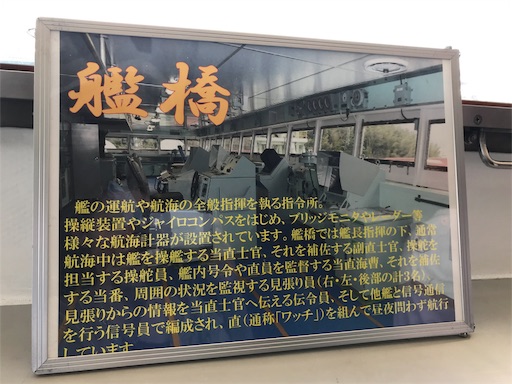 艦橋
艦の運航や航海の全般指揮を執る指令所。
操縦装置やジャイロコンパスをはじめ、ブリッジモニタやレーダー等
様々な航海計器が設置されています。艦橋では艦長指揮の下、通常
航海中は艦を操艦する当直士官、それを補佐する副直士官、操舵を
担当する操舵員、艦内号令や直員を監督する当直海曹、それを補佐
する当番、周囲の状況を監視する見張り員（右・左・後部の計3名）、
見張りからの情報を当直士官へ伝える伝令員、そして他艦と信号通信
を行う信号員で編成され、直（通称「ワッチ」）を組んで昼夜問わず航行
しています。